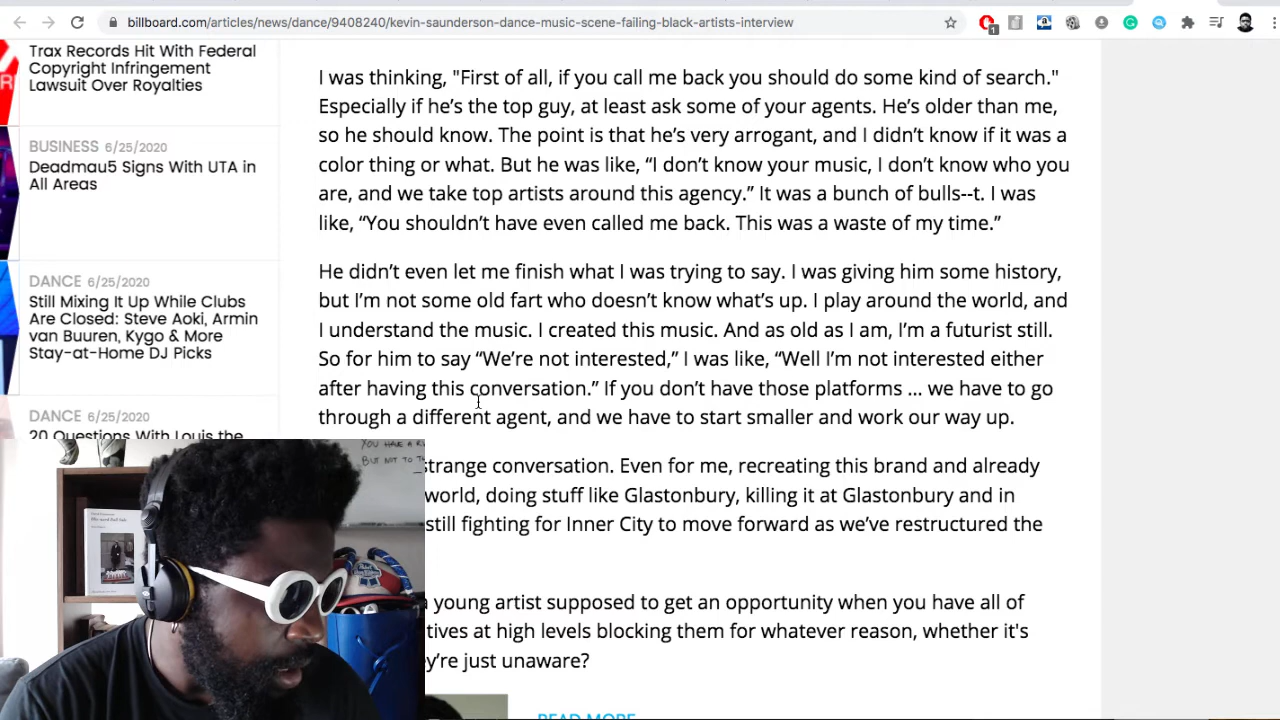 billboard.com/articles/news/dance/9408240/kevin-saunderson-dance-music-scene-failing-black-artists-interview
1
Trax Records Hit With Federal
Copyright Infringement
Lawsuit Over Royalties
BUSINESS 6/25/2020
Deadmau5 Signs With UTA in
All Areas
DANCE 6/25/2020
Still Mixing It Up While Clubs
Are Closed: Steve Aoki, Armin
van Buuren, Kygo & More
Stay-at-Home DJ Picks
DANCE 6/25/2020
20 Questions With Louis the
I was thinking, "First of all, if you call me back you should do some kind of search."
Especially if he’s the top guy, at least ask some of your agents. He’s older than me,
so he should know. The point is that he’s very arrogant, and I didn’t know if it was a
color thing or what. But he was like, “I don’t know your music, I don’t know who you
are, and we take top artists around this agency.” It was a bunch of bulls--t. I was
like, “You shouldn’t have even called me back. This was a waste of my time.”
He didn’t even let me finish what I was trying to say. I was giving him some history,
but I’m not some old fart who doesn’t know what’s up. I play around the world, and
I understand the music. I created this music. And as old as I am, I’m a futurist still.
So for him to say “We’re not interested,” I was like, “Well I’m not interested either
after having this conversation.” If you don’t have those platforms ... we have to go
through a different agent, and we have to start smaller and work our way up.
strange conversation. Even for me, recreating this brand and already
world, doing stuff like Glastonbury, killing it at Glastonbury and in
still fighting for Inner City to move forward as we’ve restructured the
young artist supposed to get an opportunity when you have all of
tives at high levels blocking them for whatever reason, whether it's
y’re just unaware?
READ MORE
YOU HAVE A
BUT NOT TO
Pabst
Blue Ribbon